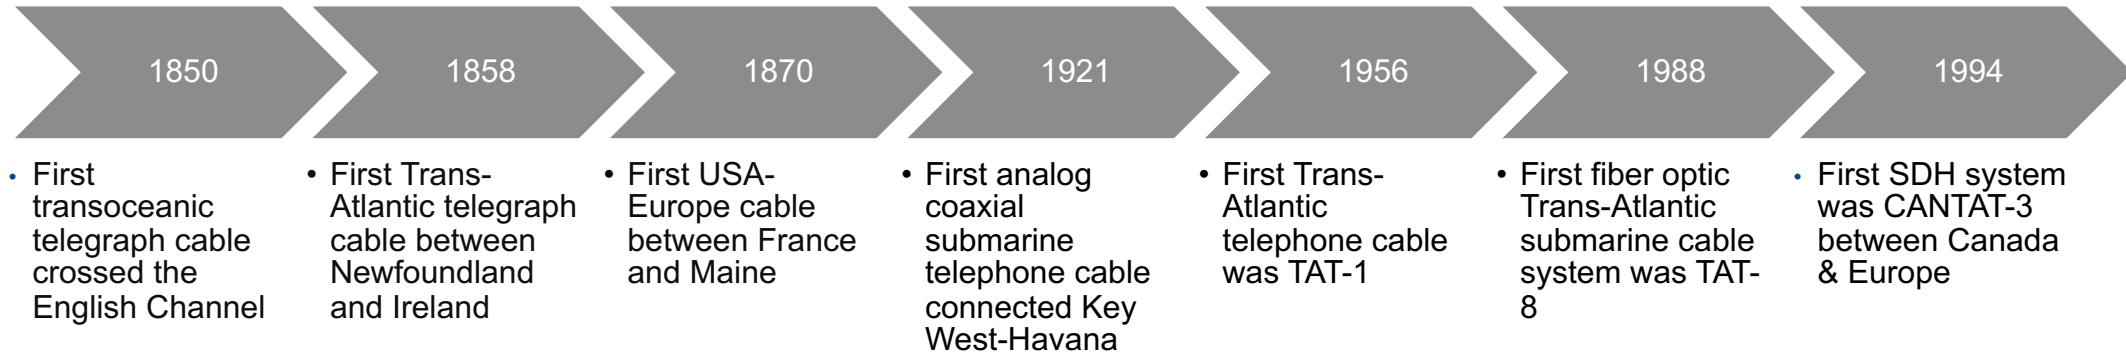 1850
1858
1870
1921
1956
1988
1994
• First
transoceanic
telegraph cable
crossed the
English Channel
• First Trans-
Atlantic telegraph
cable between
Newfoundland
and Ireland
• First USA-
Europe cable
between France
and Maine
• First analog
coaxial
submarine
telephone cable
connected Key
West-Havana
• First Trans-
Atlantic
telephone cable
was TAT-1
• First fiber optic
Trans-Atlantic
submarine cable
system was TAT-
8
• First SDH system
was CANTAT-3
between Canada
& Europe